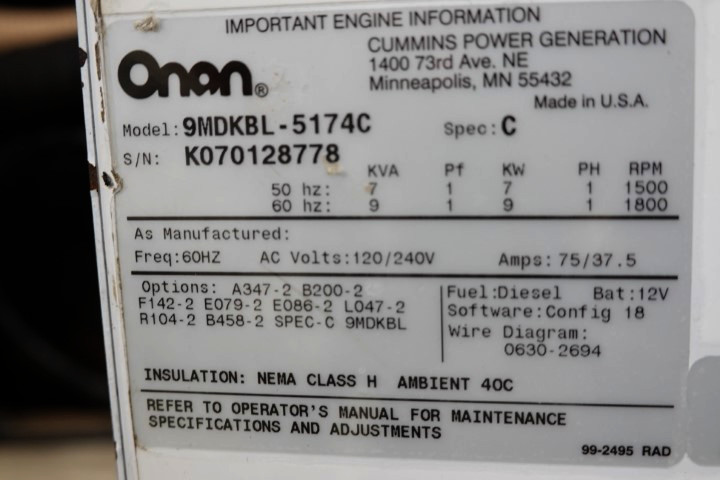 IMPORTANT ENGINE INFORMATION
Onan®
CUMMINS POWER GENERATION
1400 73rd Ave. NE
Minneapolis, MN 55432
Made in U.S.A.
Model: 9MDKBL-5174C Spec: C
S/N: K070128778
KVA Pf KW PH RPM
50 hz: 7 1 7 1 1500
60 hz: 9 1 9 1 1800
As Manufactured:
Freq:60HZ AC Volts:120/240V Amps: 75/37.5
Options: A347-2 B200-2
F142-2 E079-2 E086-2 L047-2
R104-2 B458-2 SPEC-C 9MDKBL
Fuel:Diesel Bat:12V
Software:Config 18
Wire Diagram:
0630-2694
INSULATION: NEMA CLASS H AMBIENT 40C
REFER TO OPERATOR'S MANUAL FOR MAINTENANCE
SPECIFICATIONS AND ADJUSTMENTS
99-2495 RAD